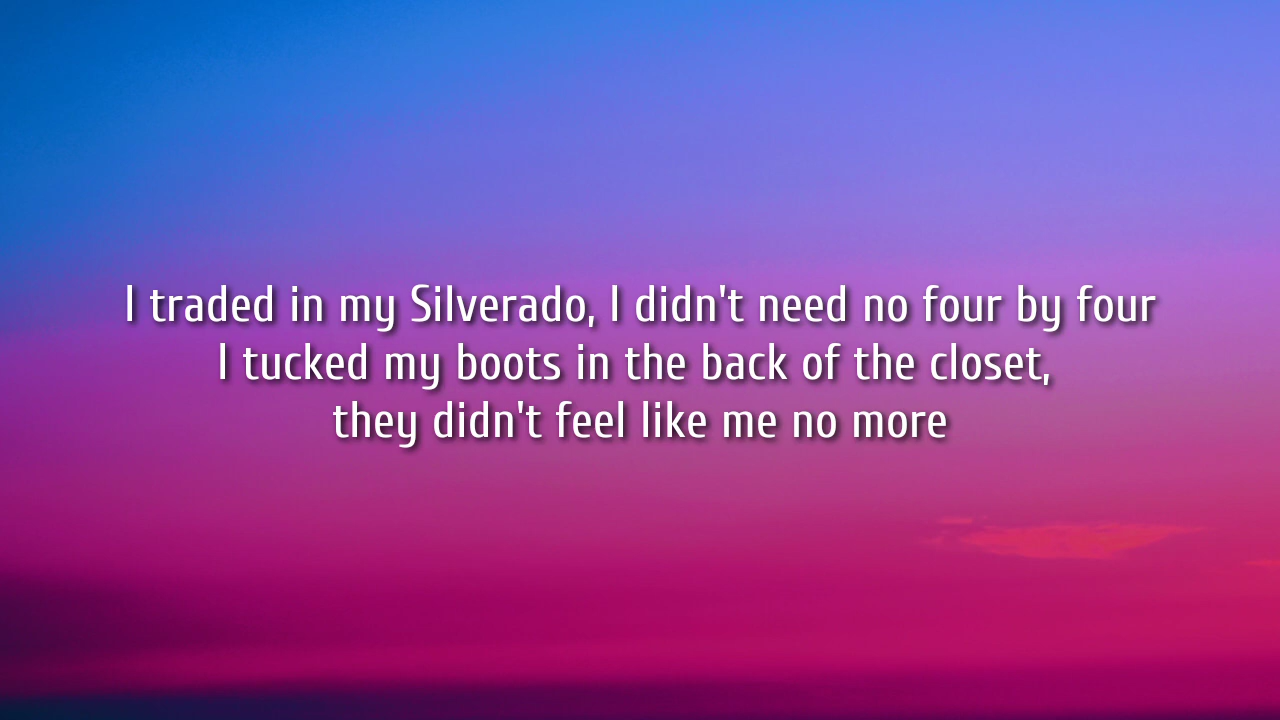 I traded in my Silverado, I didn't need no four by four
I tucked my boots in the back of the closet,
they didn't feel like me no more